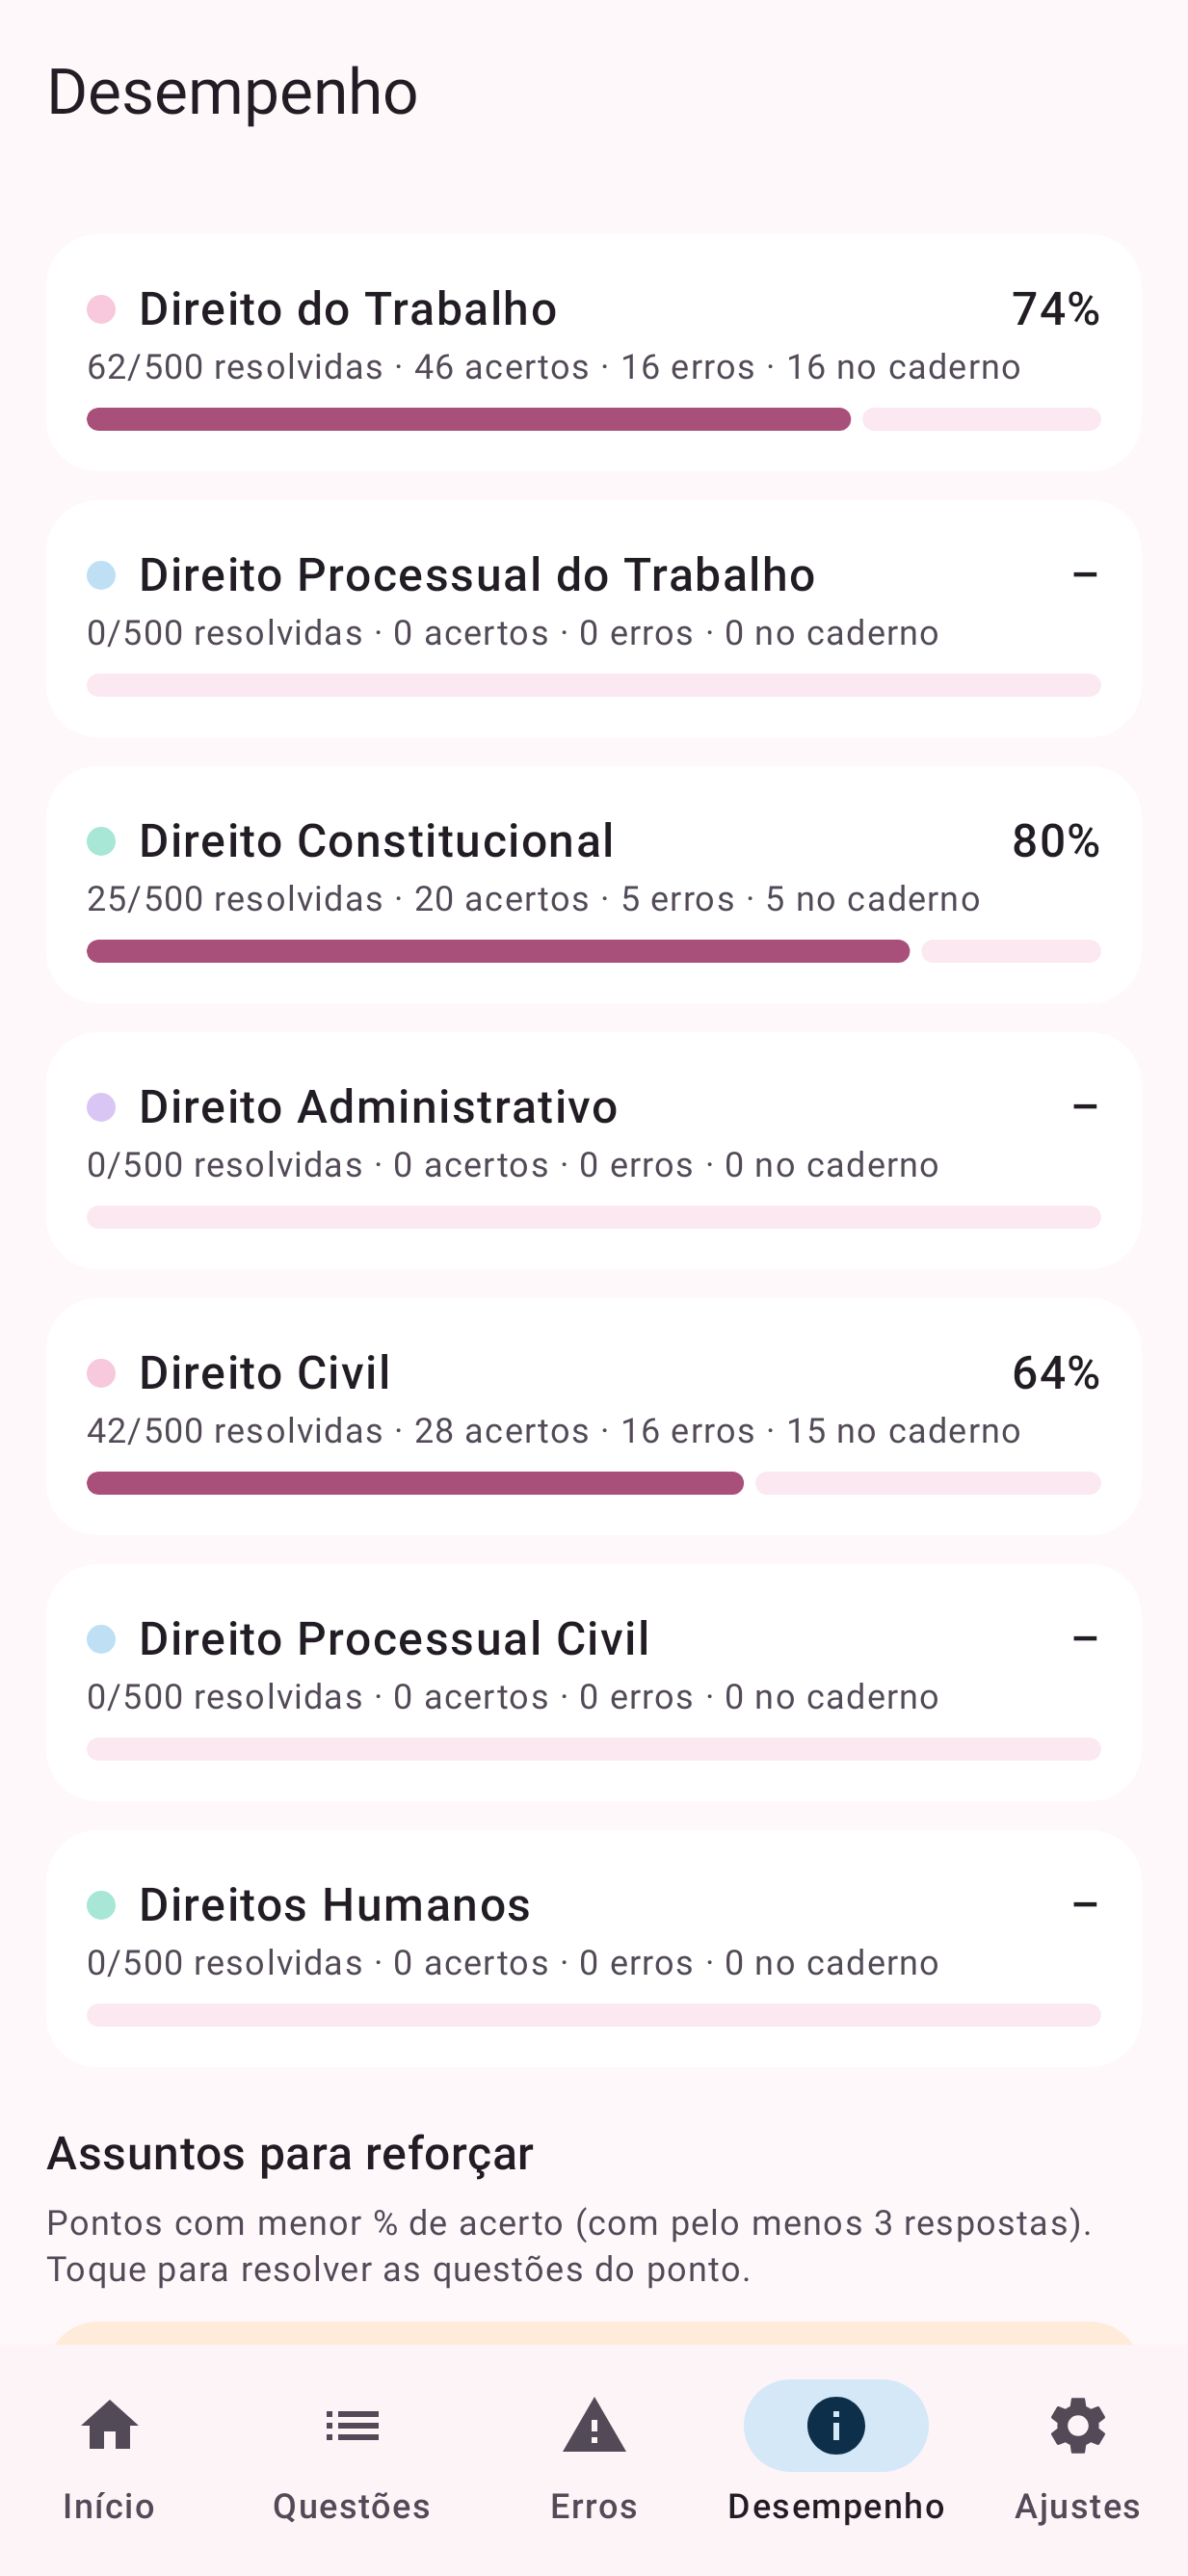 Desempenho
Direito do Trabalho 74%
62/500 resolvidas · 46 acertos · 16 erros · 16 no caderno
Direito Processual do Trabalho –
0/500 resolvidas · 0 acertos · 0 erros · 0 no caderno
Direito Constitucional 80%
25/500 resolvidas · 20 acertos · 5 erros · 5 no caderno
Direito Administrativo –
0/500 resolvidas · 0 acertos · 0 erros · 0 no caderno
Direito Civil 64%
42/500 resolvidas · 28 acertos · 16 erros · 15 no caderno
Direito Processual Civil –
0/500 resolvidas · 0 acertos · 0 erros · 0 no caderno
Direitos Humanos –
0/500 resolvidas · 0 acertos · 0 erros · 0 no caderno
Assuntos para reforçar
Pontos com menor % de acerto (com pelo menos 3 respostas).
Toque para resolver as questões do ponto.
Início Questões Erros Desempenho Ajustes